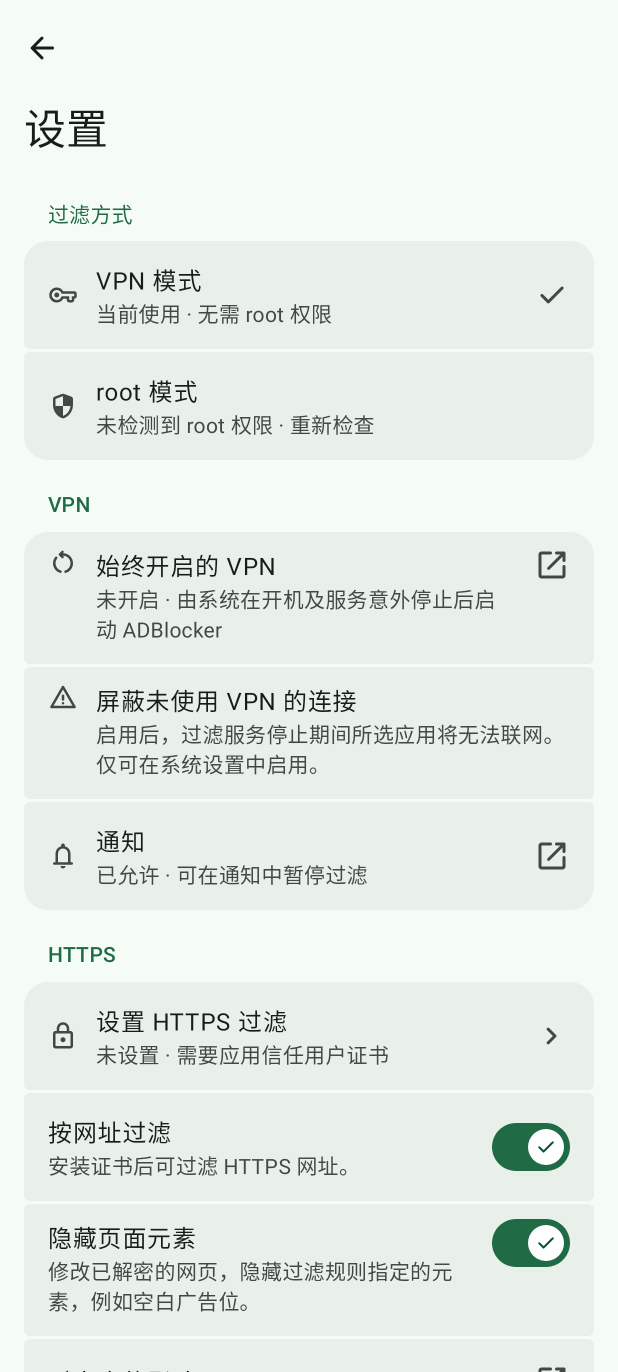 设置
过滤方式
VPN 模式
当前使用 · 无需 root 权限
root 模式
未检测到 root 权限 · 重新检查
VPN
始终开启的 VPN
未开启 · 由系统在开机及服务意外停止后启
动 ADBlocker
屏蔽未使用 VPN 的连接
启用后，过滤服务停止期间所选应用将无法联网。
仅可在系统设置中启用。
通知
已允许 · 可在通知中暂停过滤
HTTPS
设置 HTTPS 过滤
未设置 · 需要应用信任用户证书
按网址过滤
安装证书后可过滤 HTTPS 网址。
隐藏页面元素
修改已解密的网页，隐藏过滤规则指定的元
素，例如空白广告位。